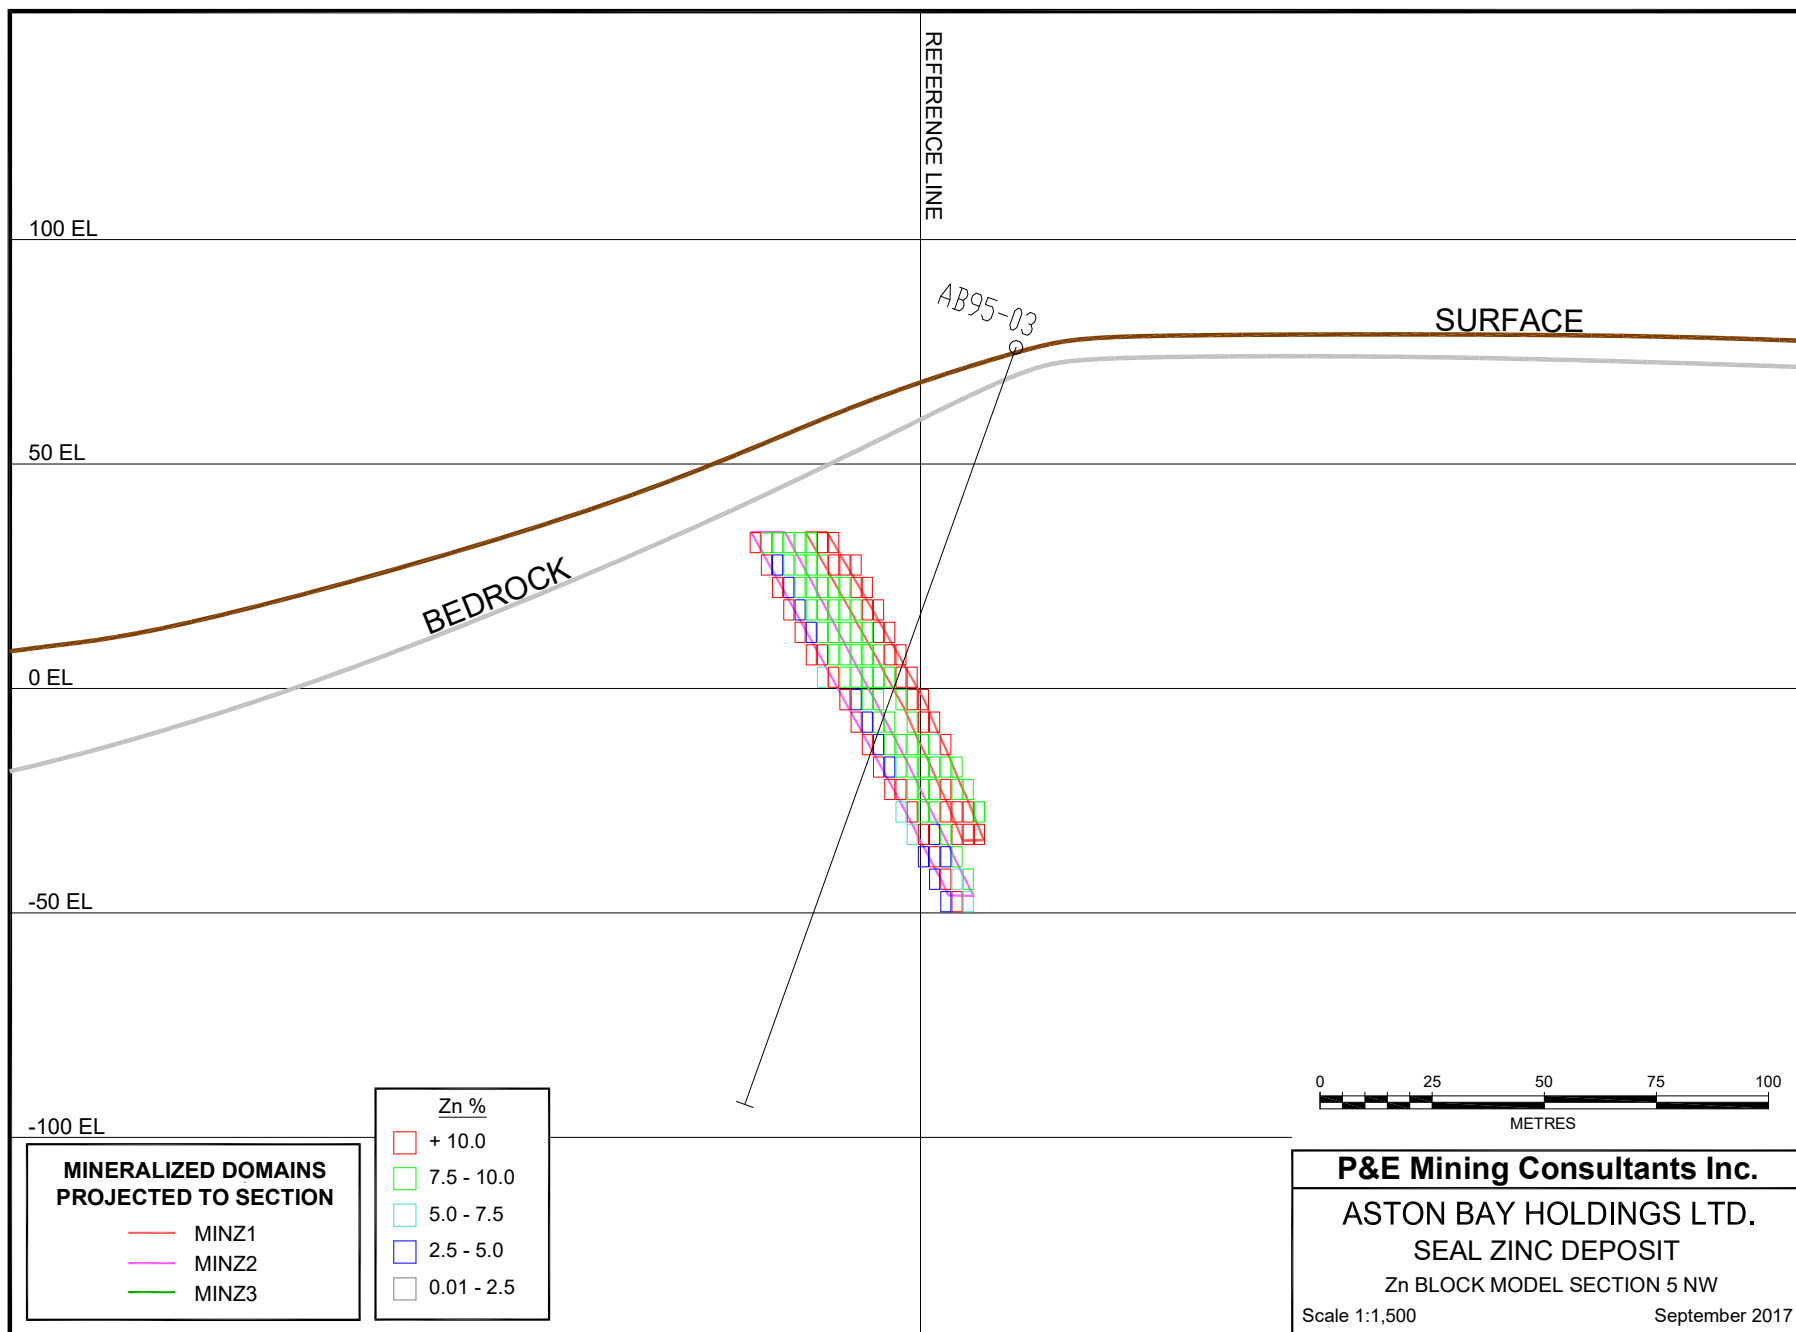 REFERENCE LINE
100 EL
AB95-03
SURFACE
50 EL
BEDROCK
0 EL
-50 EL
-100 EL
MINERALIZED DOMAINS
PROJECTED TO SECTION
MINZ1
MINZ2
MINZ3
Zn %
+ 10.0
7.5 - 10.0
5.0 - 7.5
2.5 - 5.0
0.01 - 2.5
0 25 50 75 100
METRES
P&E Mining Consultants Inc.
ASTON BAY HOLDINGS LTD.
SEAL ZINC DEPOSIT
Zn BLOCK MODEL SECTION 5 NW
Scale 1:1,500 September 2017